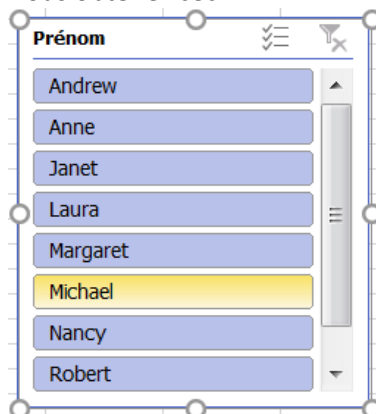 Prénom
Andrew
Anne
Janet
Laura
Margaret
Michael
Nancy
Robert